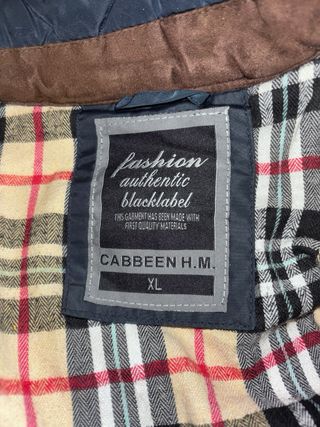 fashion
authentic
blacklabel
THIS GARMENT HAS BEEN MADE WITH
FIRST QUALITY MATERIALS
CABBEEN H.M.
XL